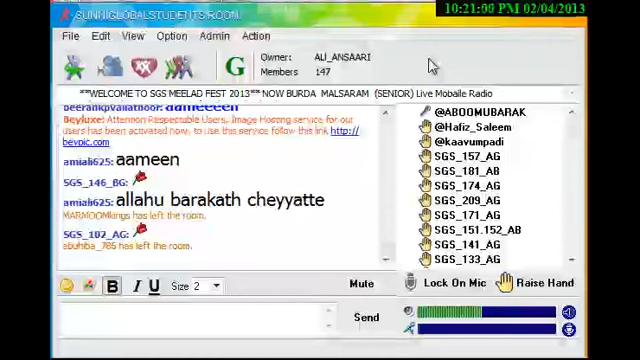 10:21:00 PM 02/04/2013
SUNNIGLOBALSTUDENTS ROOM
File Edit View Option Admin Action
Owner: ALI_ANSAARI
Members 147
G
**WELCOME TO SGS MEELAD FEST 2013** NOW BURDA MALSARAM (SENIOR) Live Mobaile Radio
aameeeen
Beyluxe: Attention Respectable Users, Image Hosting service for our
users has been activated now, to use this service follow this link http://
beypic.com
amiali625: aameen
SGS_146_BG:
amiali625: allahu barakath cheyyatte
MARMOOMkings has left the room.
SGS_102_AG:
abuhiba_786 has left the room.
@ABOOMUBARAK
@Hafiz_Saleem
@kaavumpadi
SGS_157_AG
SGS_181_AB
SGS_174_AG
SGS_209_AG
SGS_171_AG
SGS_151.152_AB
SGS_141_AG
SGS_133_AG
B I U Size 2
Mute
Lock On Mic Raise Hand
Send